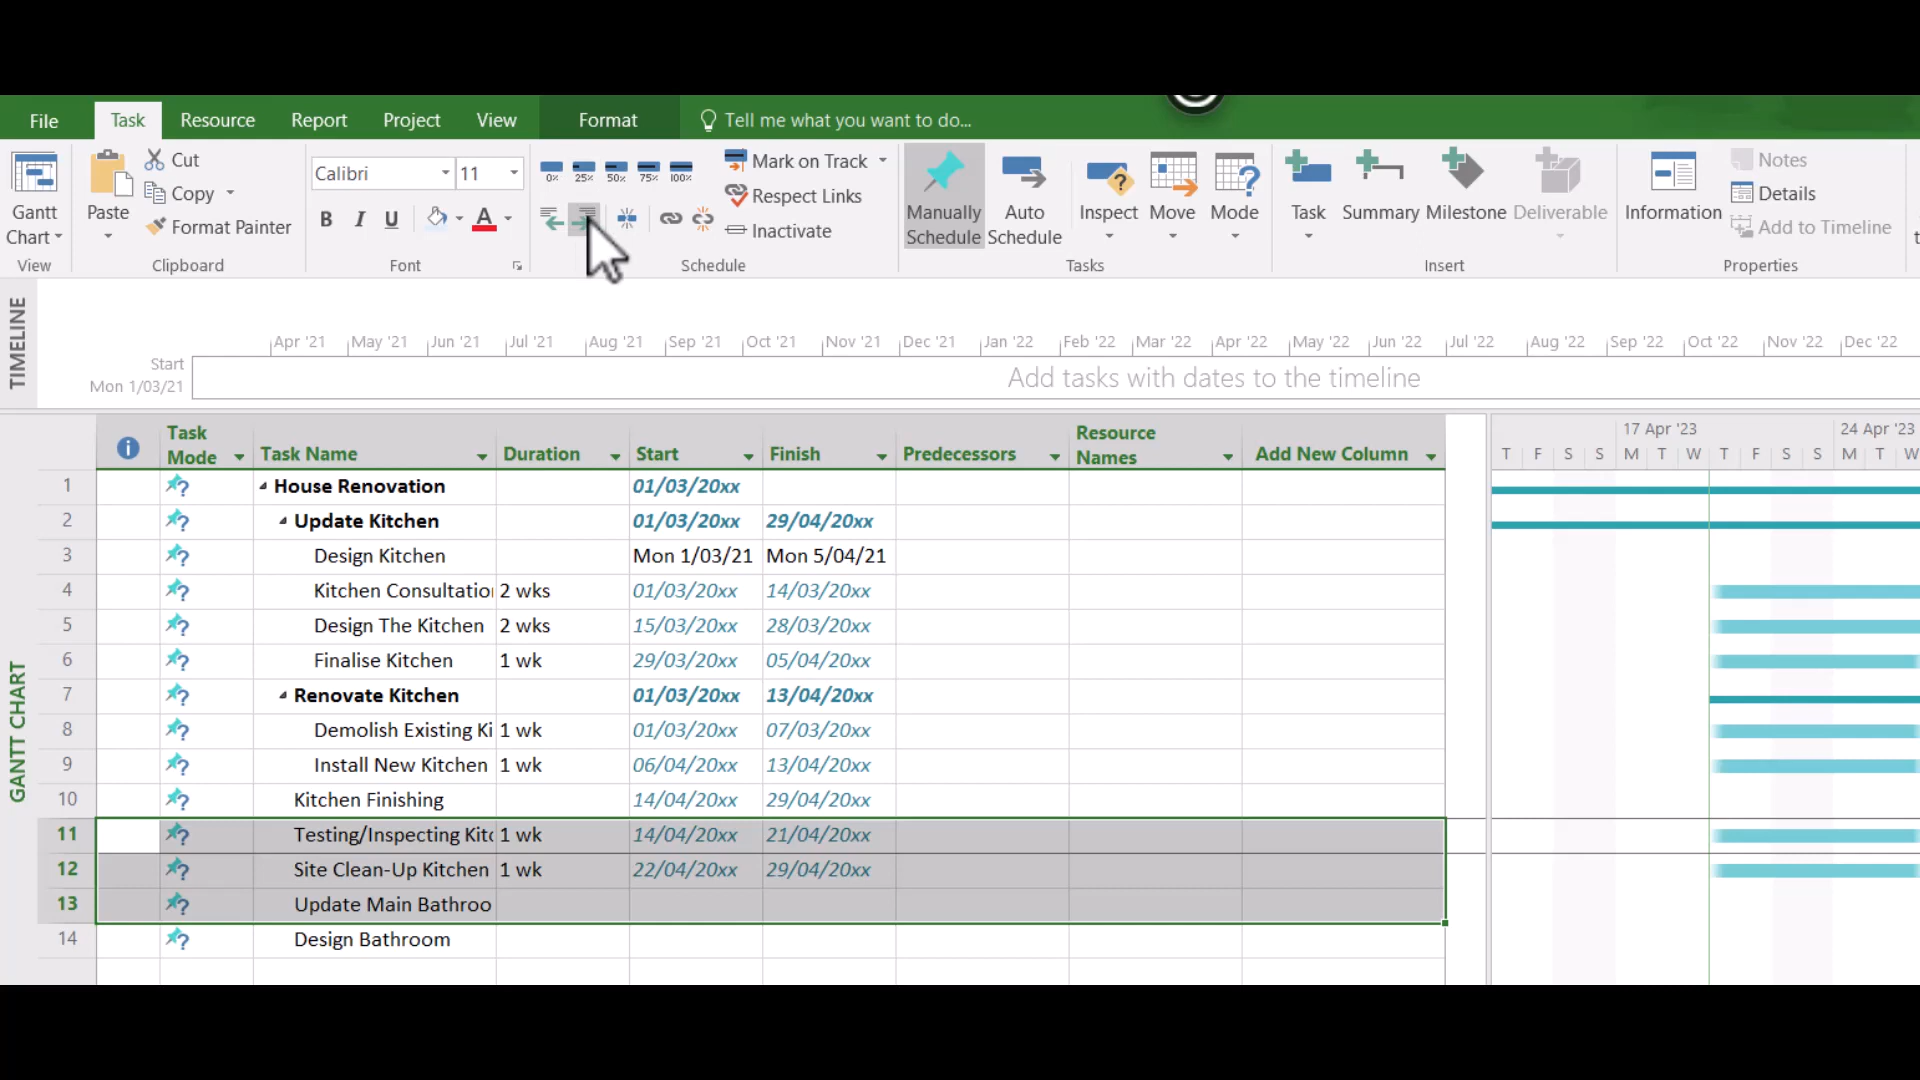 File Task Resource Report Project View Format Tell me what you want to do...
Gantt Chart
View
Paste
Cut
Copy
Format Painter
Clipboard
Calibri 11
B I U A
Font
0% 25% 50% 75% 100%
Mark on Track
Respect Links
Inactivate
Schedule
Manually Schedule
Auto Schedule
Inspect
Move
Mode
Tasks
Task
Summary
Milestone
Deliverable
Insert
Information
Notes
Details
Add to Timeline
Properties
TIMELINE
Start
Mon 1/03/21
Apr '21 May '21 Jun '21 Jul '21 Aug '21 Sep '21 Oct '21 Nov '21 Dec '21 Jan '22 Feb '22 Mar '22 Apr '22 May '22 Jun '22 Jul '22 Aug '22 Sep '22 Oct '22 Nov '22 Dec '22
Add tasks with dates to the timeline
GANTT CHART
Task Mode Task Name Duration Start Finish Predecessors Resource Names Add New Column
17 Apr '23 24 Apr '23
T F S S M T W T F S S M T W
1 House Renovation 01/03/20xx
2 Update Kitchen 01/03/20xx 29/04/20xx
3 Design Kitchen Mon 1/03/21 Mon 5/04/21
4 Kitchen Consultation 2 wks 01/03/20xx 14/03/20xx
5 Design The Kitchen 2 wks 15/03/20xx 28/03/20xx
6 Finalise Kitchen 1 wk 29/03/20xx 05/04/20xx
7 Renovate Kitchen 01/03/20xx 13/04/20xx
8 Demolish Existing Ki 1 wk 01/03/20xx 07/03/20xx
9 Install New Kitchen 1 wk 06/04/20xx 13/04/20xx
10 Kitchen Finishing 14/04/20xx 29/04/20xx
11 Testing/Inspecting Kitc 1 wk 14/04/20xx 21/04/20xx
12 Site Clean-Up Kitchen 1 wk 22/04/20xx 29/04/20xx
13 Update Main Bathroo
14 Design Bathroom